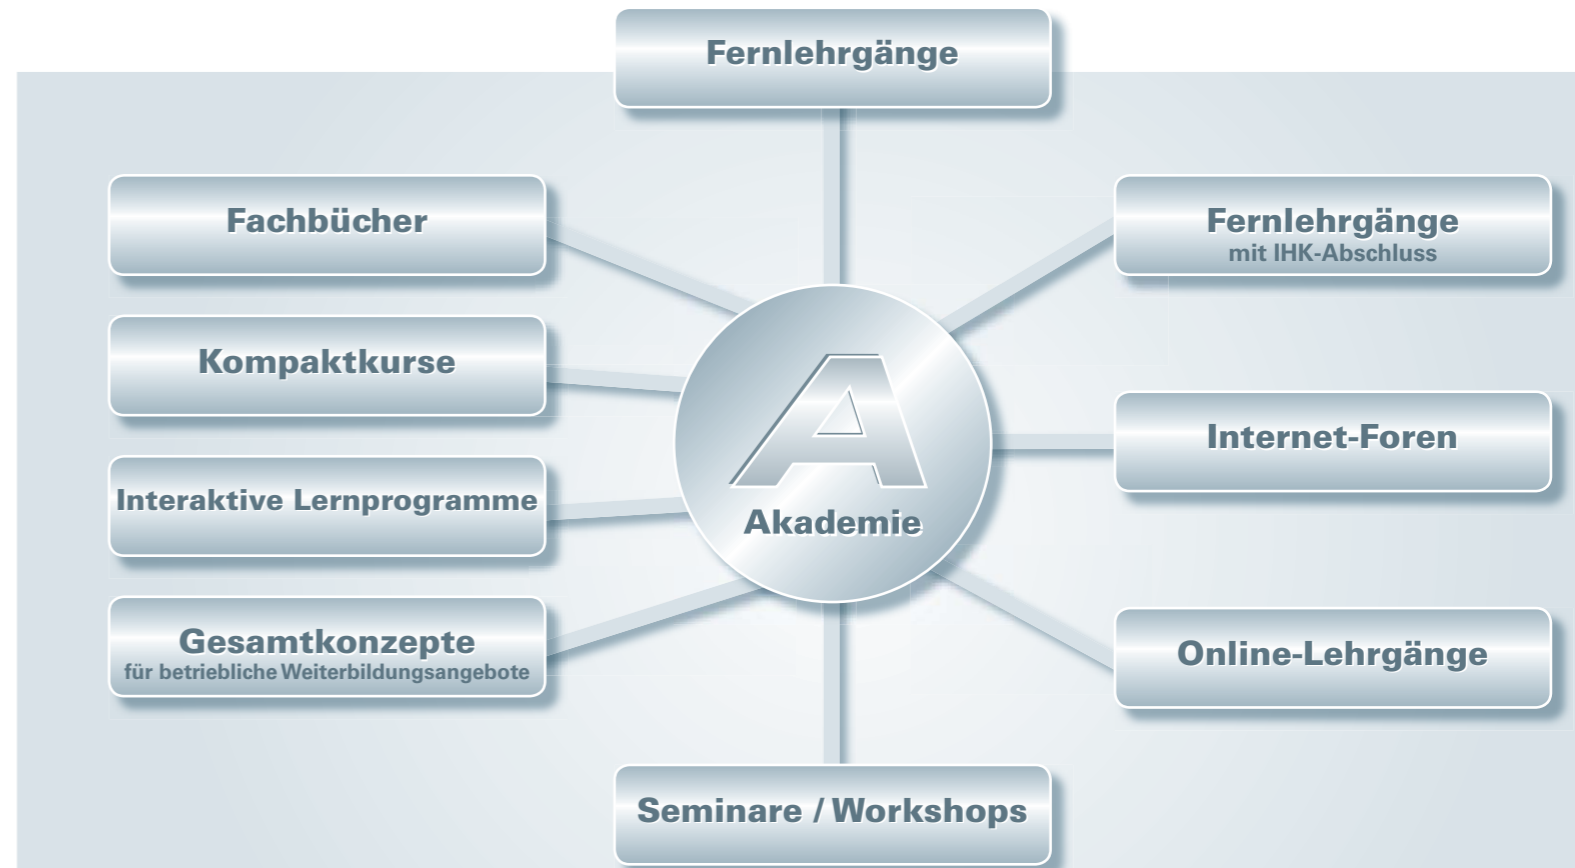 Fernlehrgänge
Fachbücher
Fernlehrgänge
mit IHK-Abschluss
Kompaktkurse
Internet-Foren
Interaktive Lernprogramme
A
Akademie
Gesamtkonzepte
für betriebliche Weiterbildungsangebote
Online-Lehrgänge
Seminare / Workshops